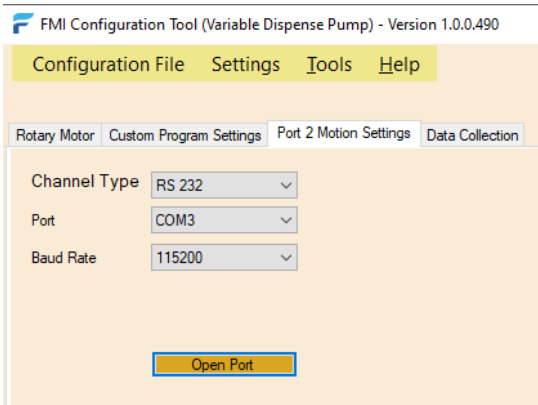 FMI Configuration Tool (Variable Dispense Pump) - Version 1.0.0.490
Configuration File Settings Tools Help
Rotary Motor Custom Program Settings Port 2 Motion Settings Data Collection
Channel Type RS 232
Port COM3
Baud Rate 115200
Open Port